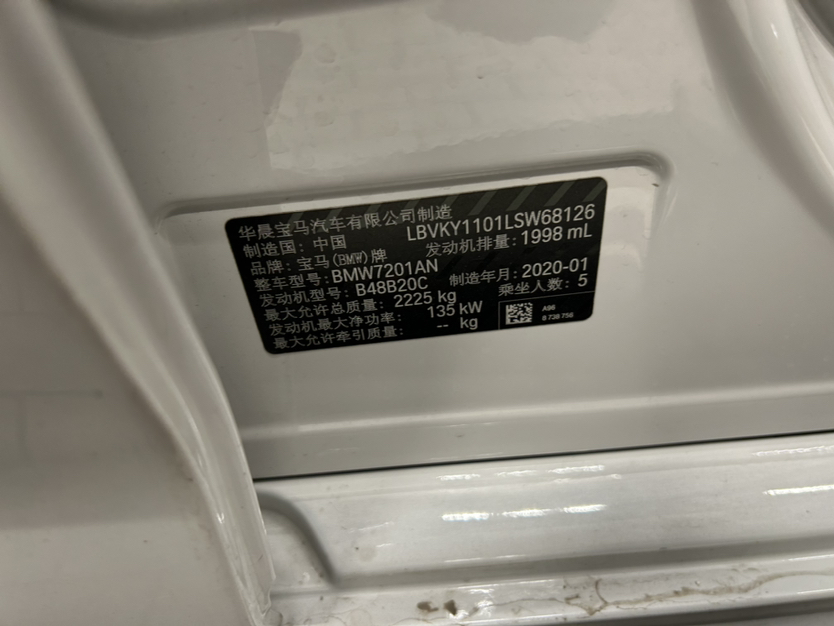 华晨宝马汽车有限公司制造
制造国：中国 LBVKY1101LSW68126
品牌：宝马(BMW)牌 发动机排量：1998 mL
整车型号：BMW7201AN
发动机型号：B48B20C 制造年月：2020-01
最大允许总质量：2225 kg 乘坐人数：5
发动机最大净功率：135 kW
最大允许牵引质量：-- kg
A96
8 736 756